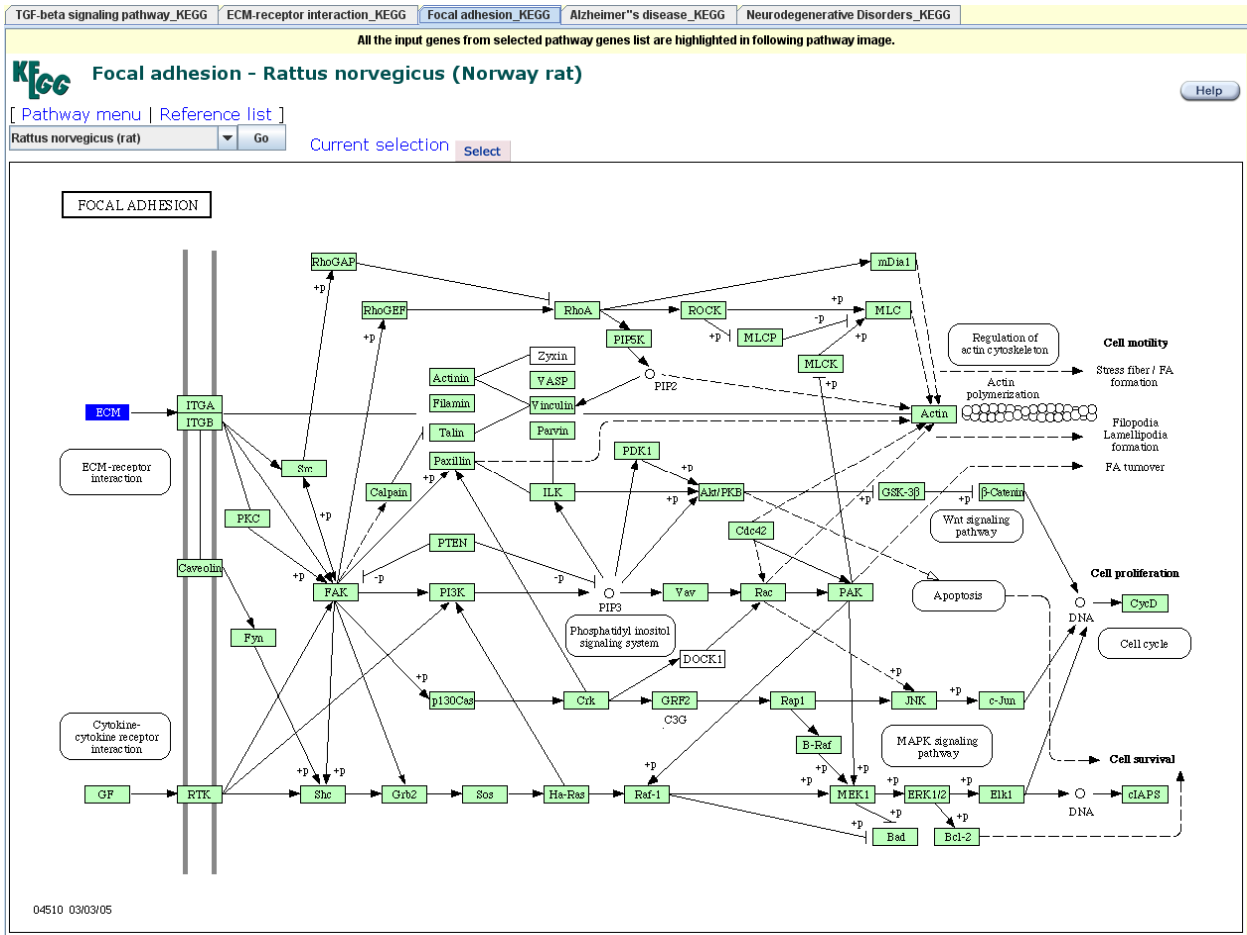 TGF-beta signaling pathway_KEGG
ECM-receptor interaction_KEGG
Focal adhesion_KEGG
Alzheimer"s disease_KEGG
Neurodegenerative Disorders_KEGG
All the input genes from selected pathway genes list are highlighted in following pathway image.
KEGG
Focal adhesion - Rattus norvegicus (Norway rat)
Help
[ Pathway menu | Reference list ]
Rattus norvegicus (rat)
Go
Current selection
Select
FOCAL ADHESION
RhoGAP
mDia1
+p
RhoGEF
RhoA
ROCK
+p
MLC
+p
PIP5K
+p
MLCP
-p
+p
MLCK
Regulation of
actin cytoskeleton
Cell motility
Zyxin
Actinin
VASP
PIP2
+p
Stress fiber / FA
formation
Actin
polymerization
ECM
ITGA
ITGB
Filamin
Vinculin
Actin
Talin
Parvin
Filopodia
Lamellipodia
formation
ECM-receptor
interaction
Src
Paxillin
PDK1
+p
FA turnover
+p
Calpain
ILK
+p
Akt/PKB
GSK-3β
+p
+p
β-Catenin
PKC
+p
Cdc42
Wnt signaling
pathway
PTEN
Caveolin
+p
-p
-p
Cell proliferation
FAK
PI3K
PIP3
Vav
Rac
PAK
Apoptosis
DNA
CycD
Fyn
Phosphatidyl inositol
signaling system
Cell cycle
DOCK1
+p
+p
p130Cas
Crk
GRF2
C3G
Rap1
JNK
+p
c-Jun
Cytokine-
cytokine receptor
interaction
B-Raf
MAPK signaling
pathway
Cell survival
+p
+p
+p
+p
+p
+p
+p
GF
RTK
Shc
Grb2
Sos
Ha-Ras
Raf-1
MEK1
ERK1/2
Elk1
DNA
cIAPS
+p
+p
+p
Bad
Bcl-2
04510 03/03/05